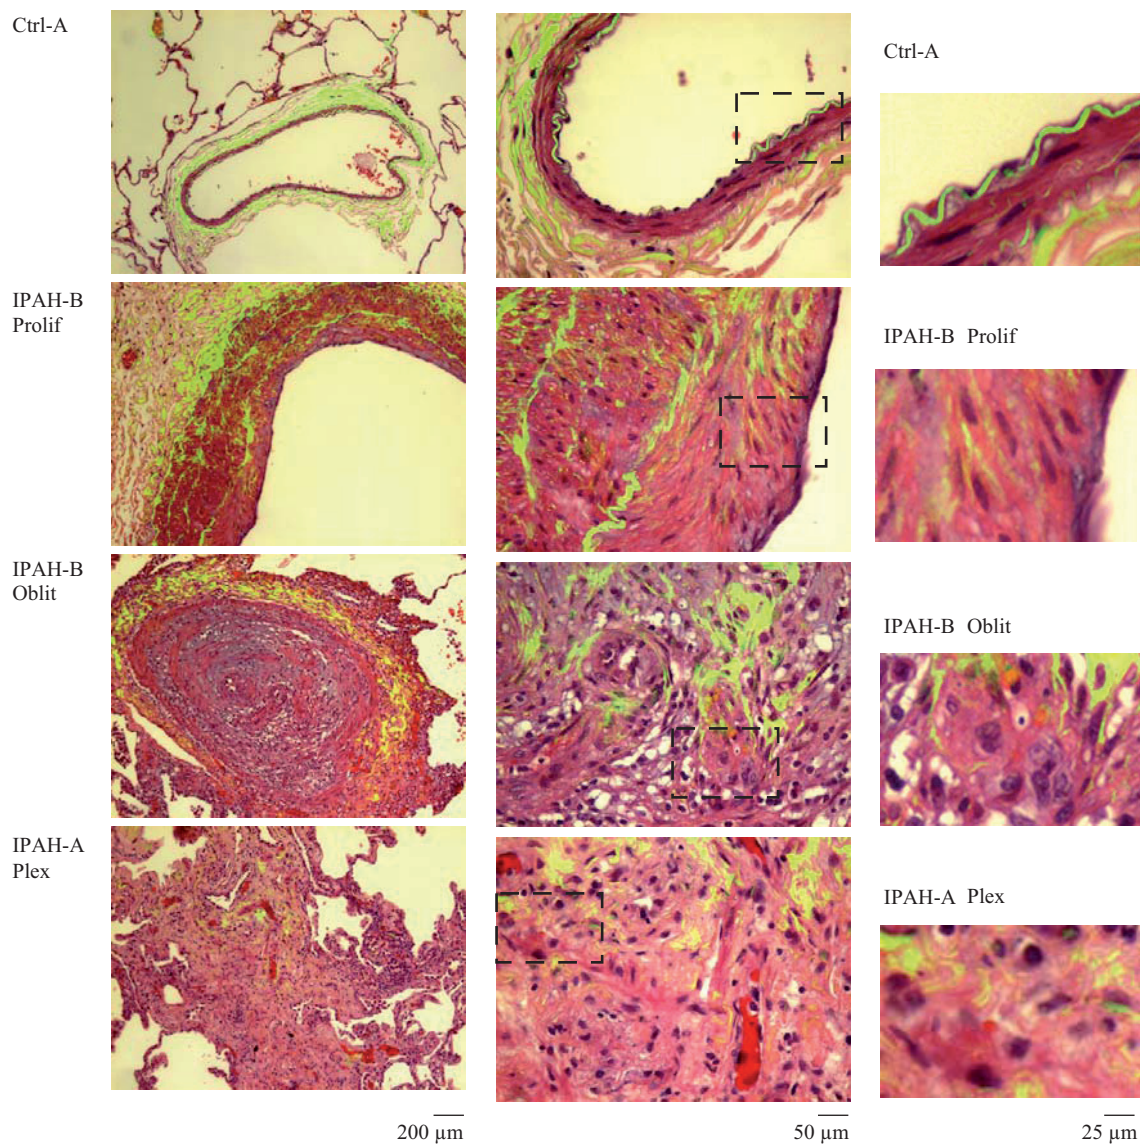 Ctrl-A
Ctrl-A
IPAH-B
Prolif
IPAH-B Prolif
IPAH-B
Oblit
IPAH-B Oblit
IPAH-A
Plex
IPAH-A Plex
200 µm
50 µm
25 µm